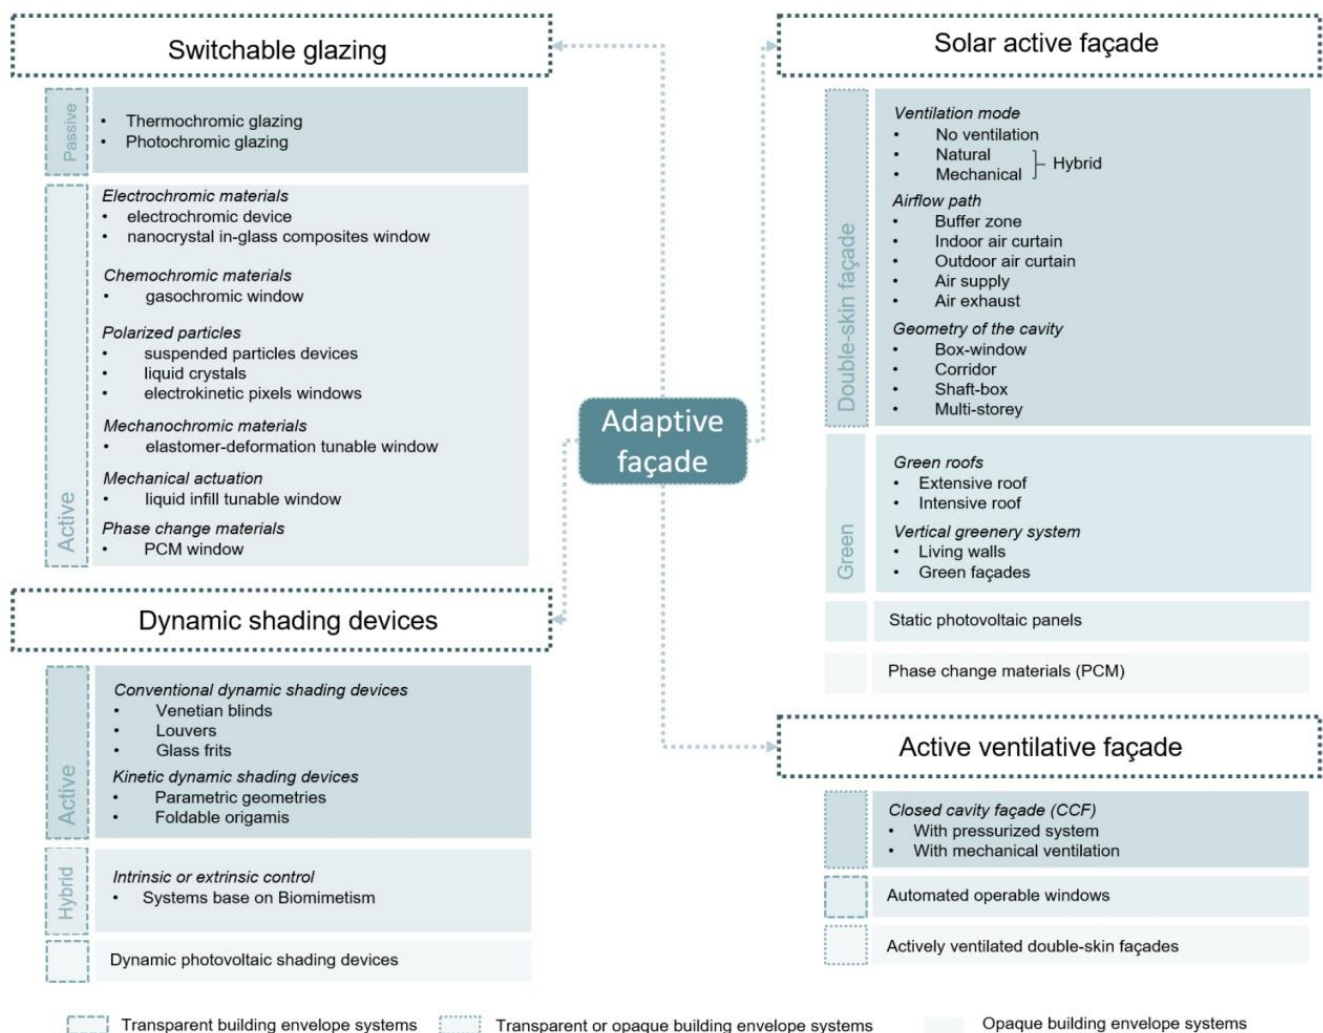 Switchable glazing
Passive
• Thermochromic glazing
• Photochromic glazing
Active
Electrochromic materials
• electrochromic device
• nanocrystal in-glass composites window
Chemochromic materials
• gasochromic window
Polarized particles
• suspended particles devices
• liquid crystals
• electrokinetic pixels windows
Mechanochromic materials
• elastomer-deformation tunable window
Mechanical actuation
• liquid infill tunable window
Phase change materials
• PCM window
Dynamic shading devices
Active
Conventional dynamic shading devices
• Venetian blinds
• Louvers
• Glass frits
Kinetic dynamic shading devices
• Parametric geometries
• Foldable origamis
Hybrid
Intrinsic or extrinsic control
• Systems base on Biomimetism
Dynamic photovoltaic shading devices
Adaptive
façade
Solar active façade
Double-skin façade
Ventilation mode
• No ventilation
• Natural
• Mechanical
Hybrid
Airflow path
• Buffer zone
• Indoor air curtain
• Outdoor air curtain
• Air supply
• Air exhaust
Geometry of the cavity
• Box-window
• Corridor
• Shaft-box
• Multi-storey
Green
Green roofs
• Extensive roof
• Intensive roof
Vertical greenery system
• Living walls
• Green façades
Static photovoltaic panels
Phase change materials (PCM)
Active ventilative façade
Closed cavity façade (CCF)
• With pressurized system
• With mechanical ventilation
Automated operable windows
Actively ventilated double-skin façades
Transparent building envelope systems
Transparent or opaque building envelope systems
Opaque building envelope systems